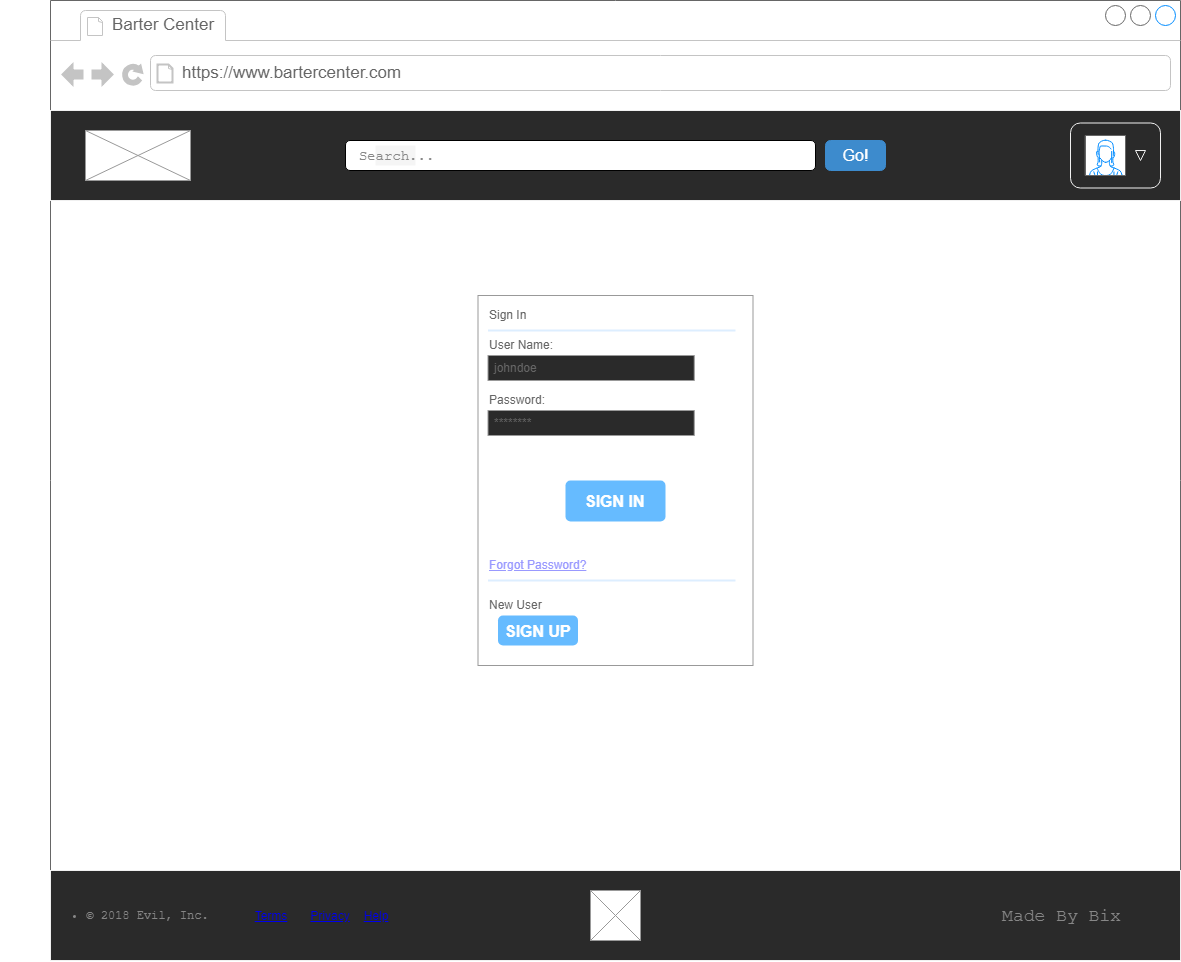 Barter Center
https://www.bartercenter.com
Search... Go!
Sign In
User Name:
johndoe
Password:
********
SIGN IN
Forgot Password?
New User
SIGN UP
• © 2018 Evil, Inc. Terms Privacy Help Made By Bix